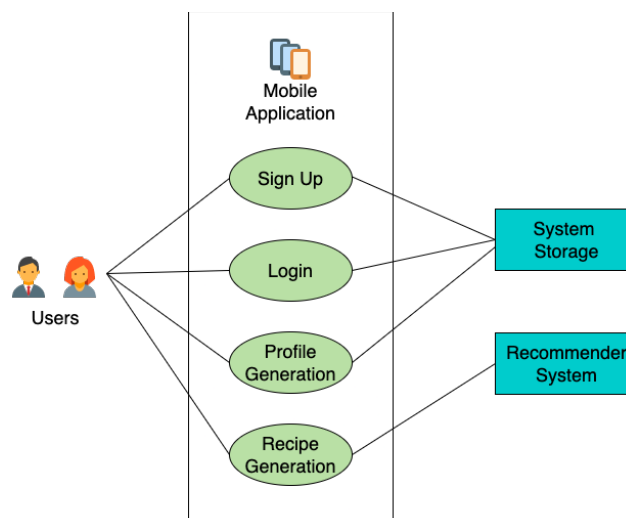 Mobile
Application
Sign Up
System
Storage
Login
Users
Profile
Generation
Recommender
System
Recipe
Generation